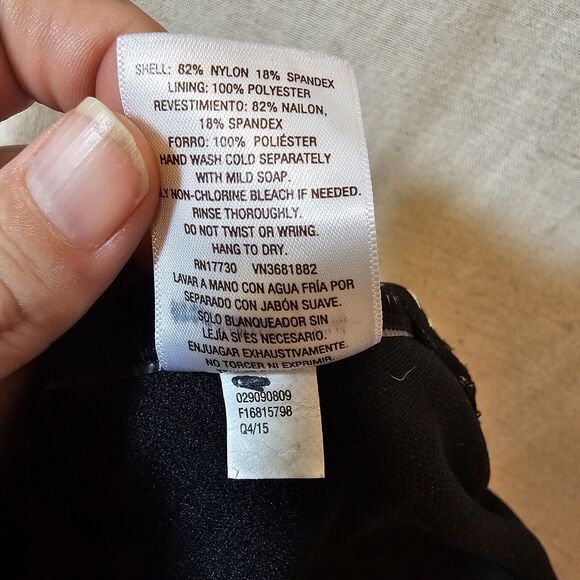 SHELL: 82% NYLON 18% SPANDEX
LINING: 100% POLYESTER
REVESTIMIENTO: 82% NAILON,
18% SPANDEX
FORRO: 100% POLIÉSTER
HAND WASH COLD SEPARATELY
WITH MILD SOAP.
LY NON-CHLORINE BLEACH IF NEEDED.
RINSE THOROUGHLY.
DO NOT TWIST OR WRING.
HANG TO DRY.
RN17730 VN3681882
LAVAR A MANO CON AGUA FRÍA POR
SEPARADO CON JABÓN SUAVE.
SOLO BLANQUEADOR SIN
LEJÍA SI ES NECESARIO.
ENJUAGAR EXHAUSTIVAMENTE.
NO TORCER NI EXPRIMIR.
029090809
F16815798
Q4/15